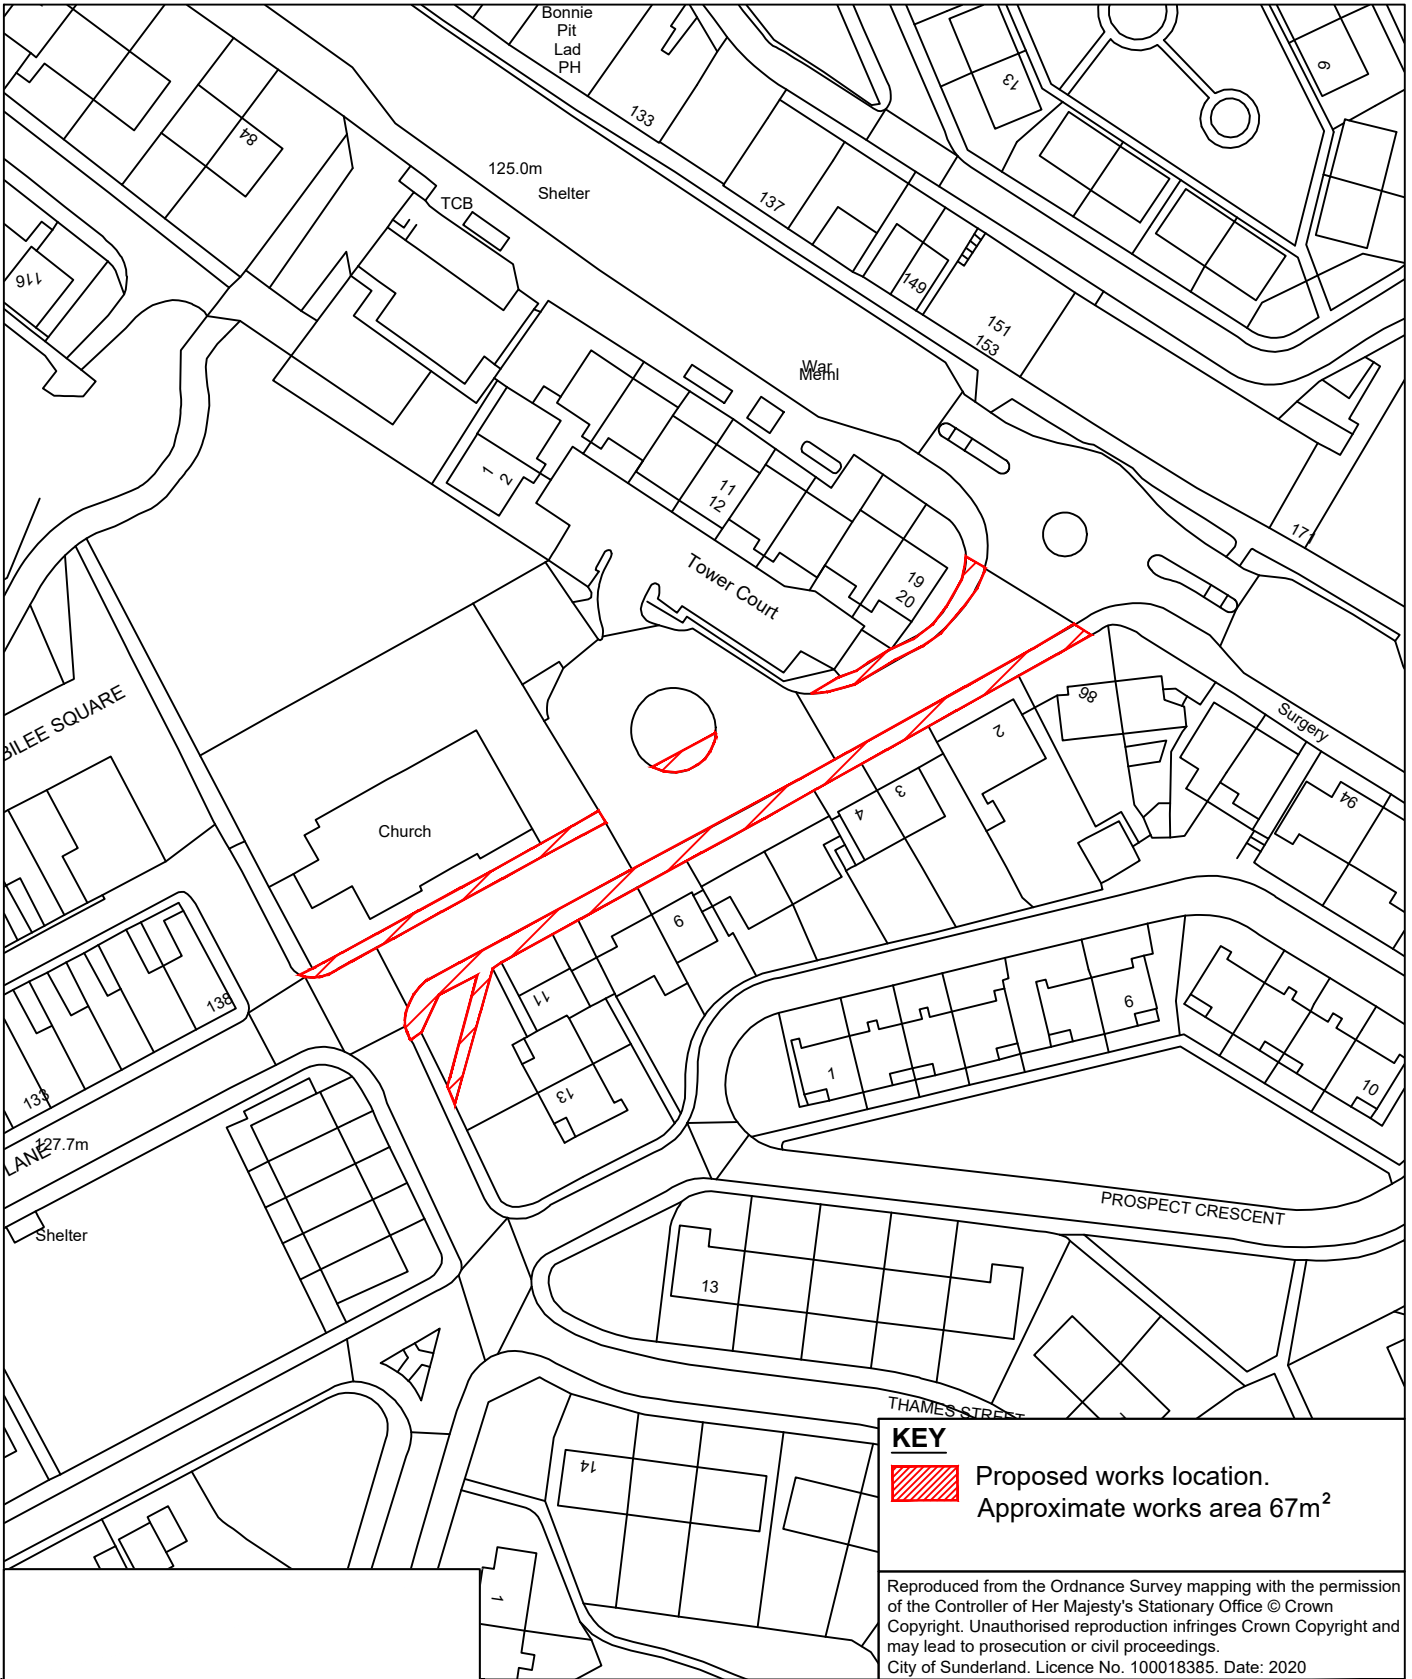 Bonnie
Pit
Lad
PH
133
13
9
84
125.0m
Shelter
TCB
137
116
149
151
153
War
Meml
1
2
11
12
171
Tower Court
19
20
BILEE SQUARE
98
2
Surgery
3
4
94
Church
9
138
11
6
1
13
10
133
127.7m
LANE
Shelter
PROSPECT CRESCENT
13
THAMES STREET
14
1
KEY
Proposed works location.
Approximate works area 67m²
Reproduced from the Ordnance Survey mapping with the permission
of the Controller of Her Majesty's Stationary Office © Crown
Copyright. Unauthorised reproduction infringes Crown Copyright and
may lead to prosecution or civil proceedings.
City of Sunderland. Licence No. 100018385. Date: 2020